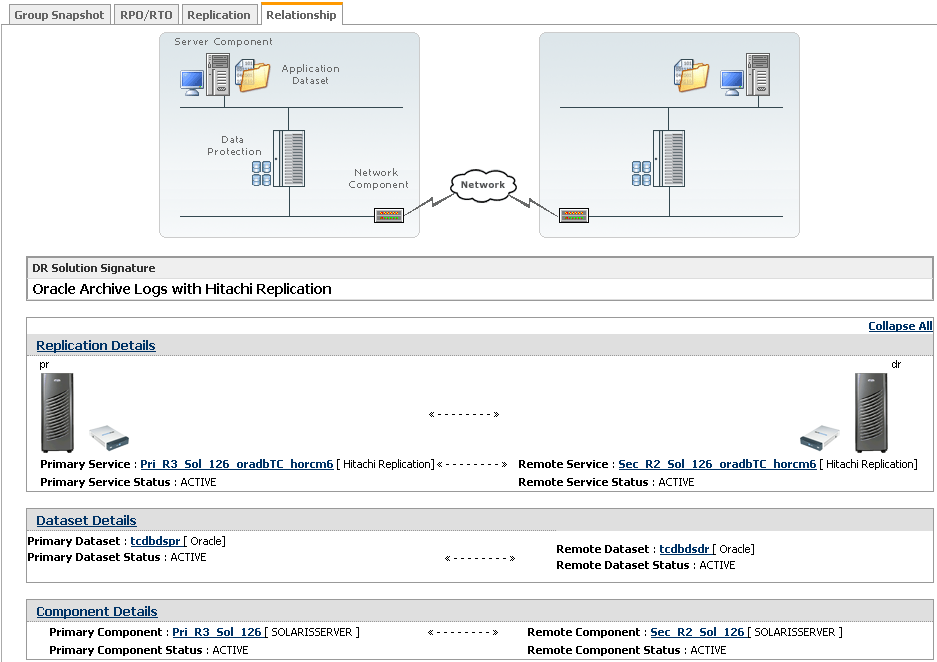 Group Snapshot RPO/RTO Replication Relationship
Server Component
Application
Dataset
Data
Protection
Network
Component
Network
DR Solution Signature
Oracle Archive Logs with Hitachi Replication
Collapse All
Replication Details
pr dr
«--------»
Primary Service : Pri_R3_Sol_126_oradbTC_horcm6 [ Hitachi Replication] «--------» Remote Service : Sec_R2_Sol_126_oradbTC_horcm6 [ Hitachi Replication]
Primary Service Status : ACTIVE Remote Service Status : ACTIVE
Dataset Details
Primary Dataset : tcdbdspr [ Oracle]
Primary Dataset Status : ACTIVE
«--------»
Remote Dataset : tcdbdsdr [ Oracle]
Remote Dataset Status : ACTIVE
Component Details
Primary Component : Pri_R3_Sol_126 [ SOLARISSERVER ] «--------» Remote Component : Sec_R2_Sol_126 [ SOLARISSERVER ]
Primary Component Status : ACTIVE Remote Component Status : ACTIVE